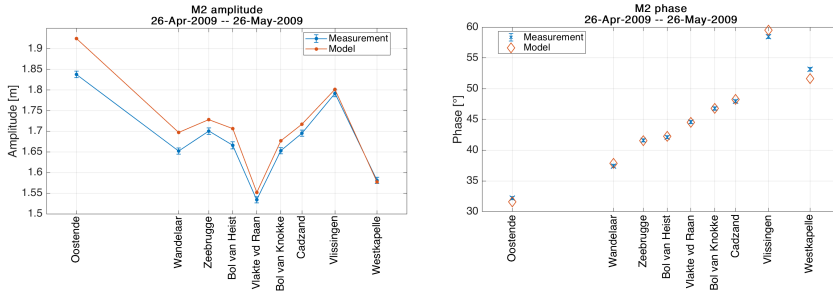 M2 amplitude
26-Apr-2009 -- 26-May-2009
Measurement
Model
Amplitude [m]
1.9
1.85
1.8
1.75
1.7
1.65
1.6
1.55
1.5
Oostende
Wandelaar
Zeebrugge
Bol van Heist
Vlakte vd Raan
Bol van Knokke
Cadzand
Vlissingen
Westkapelle
M2 phase
26-Apr-2009 -- 26-May-2009
Measurement
Model
Phase [°]
60
55
50
45
40
35
30
Oostende
Wandelaar
Zeebrugge
Bol van Heist
Vlakte vd Raan
Bol van Knokke
Cadzand
Vlissingen
Westkapelle